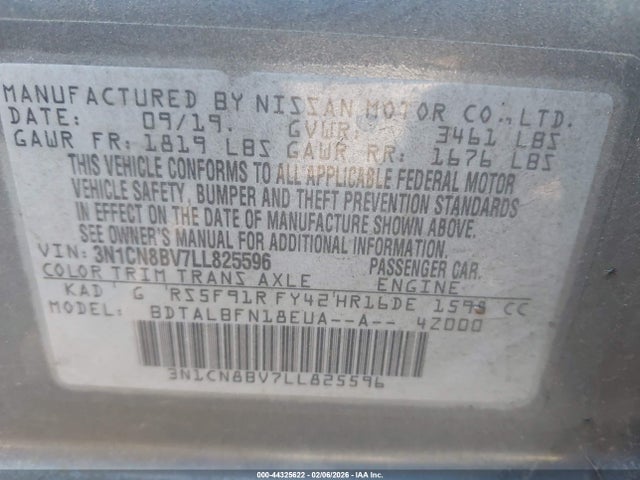 MANUFACTURED BY NISSAN MOTOR CO.,LTD.
DATE: 09/19. GVWR: 3461 LBS
GAWR FR: 1819 LBS GAWR RR: 1676 LBS
THIS VEHICLE CONFORMS TO ALL APPLICABLE FEDERAL MOTOR
VEHICLE SAFETY, BUMPER AND THEFT PREVENTION STANDARDS
IN EFFECT ON THE DATE OF MANUFACTURE SHOWN ABOVE.
SEE OWNER'S MANUAL FOR ADDITIONAL INFORMATION
VIN: 3N1CN8BV7LL825596 PASSENGER CAR.
COLOR TRIM TRANS AXLE ENGINE
KAD G RS5F91R FY42 HR16DE 1598 CC
MODEL: BDTALBFN18EUA--A-- 42000
3N1CN8BV7LL825596
000-44325622 - 02/06/2026 - IAAI.com